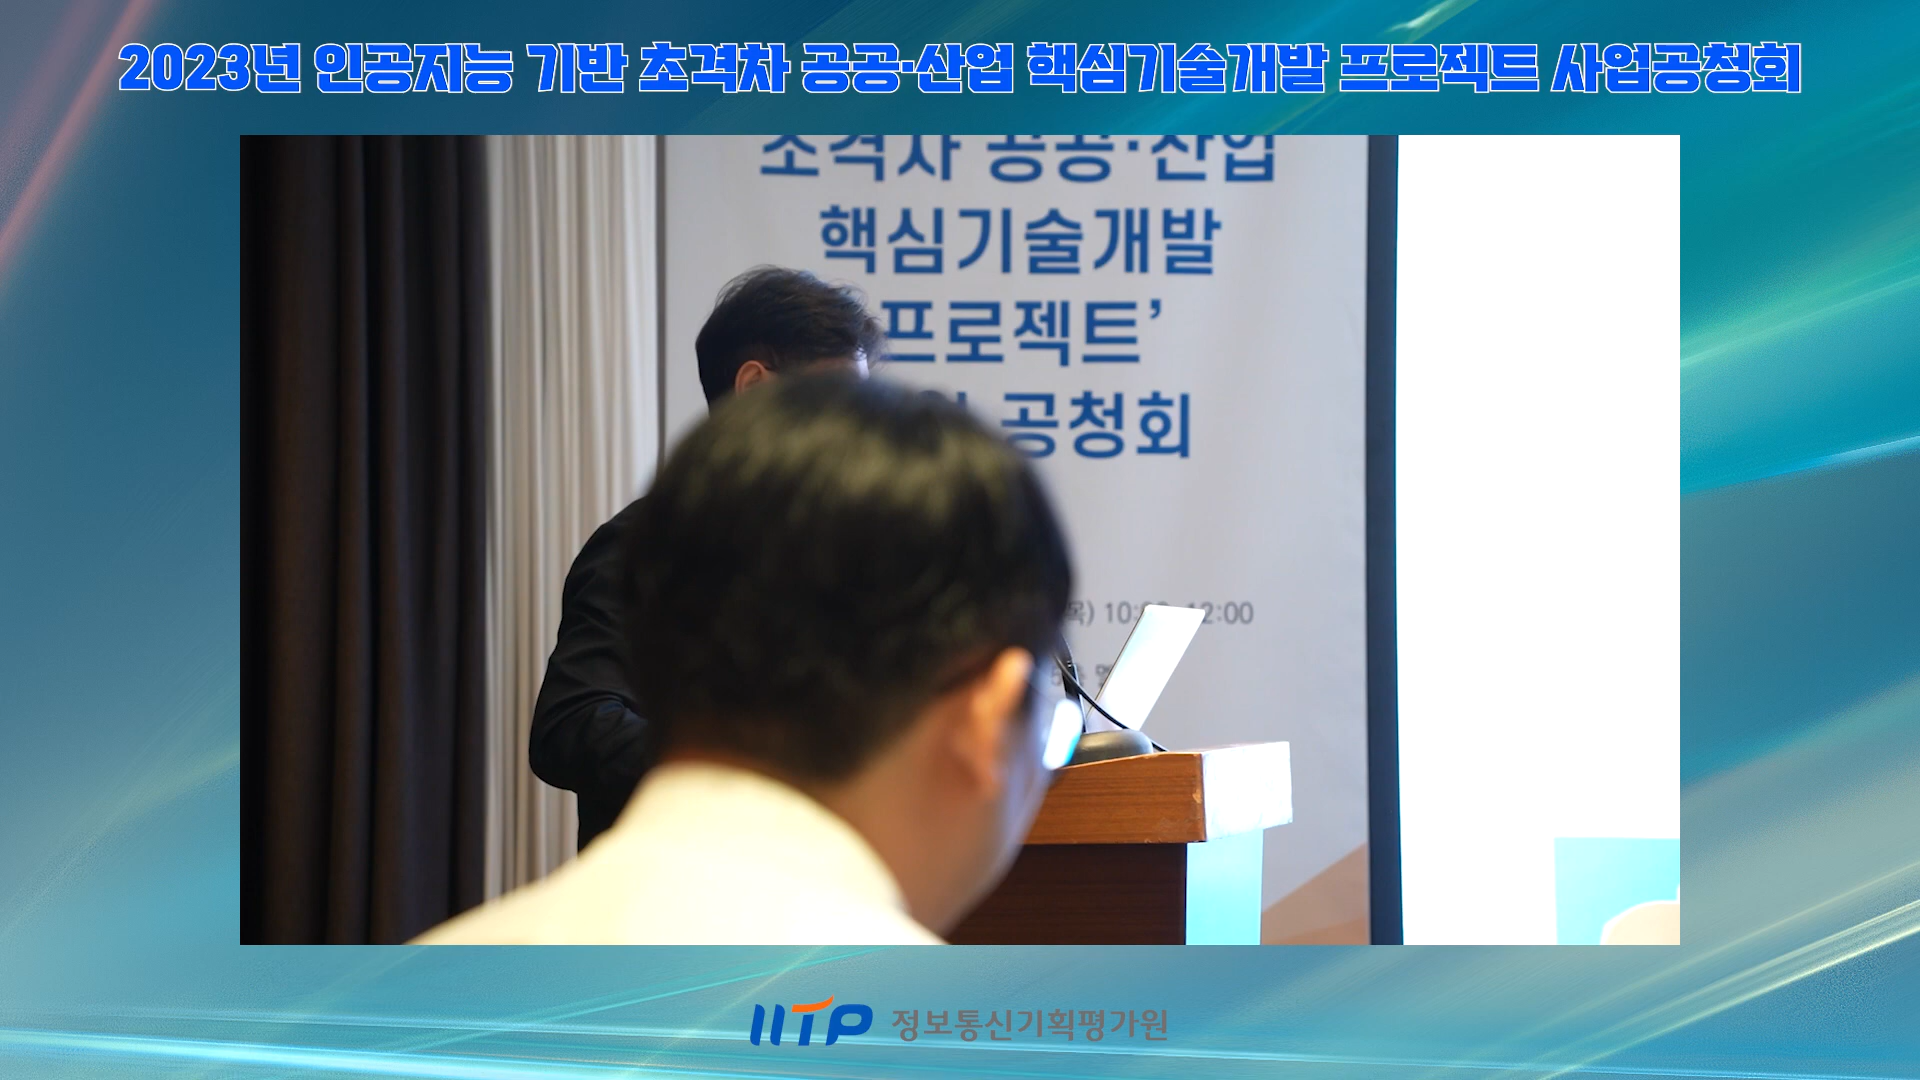 2023년 인공지능 기반 초격차 공공·산업 핵심기술개발 프로젝트 사업공청회
초격차 공공·산업
핵심기술개발
프로젝트’
공청회
목) 10: 12:00
IITP 정보통신기획평가원